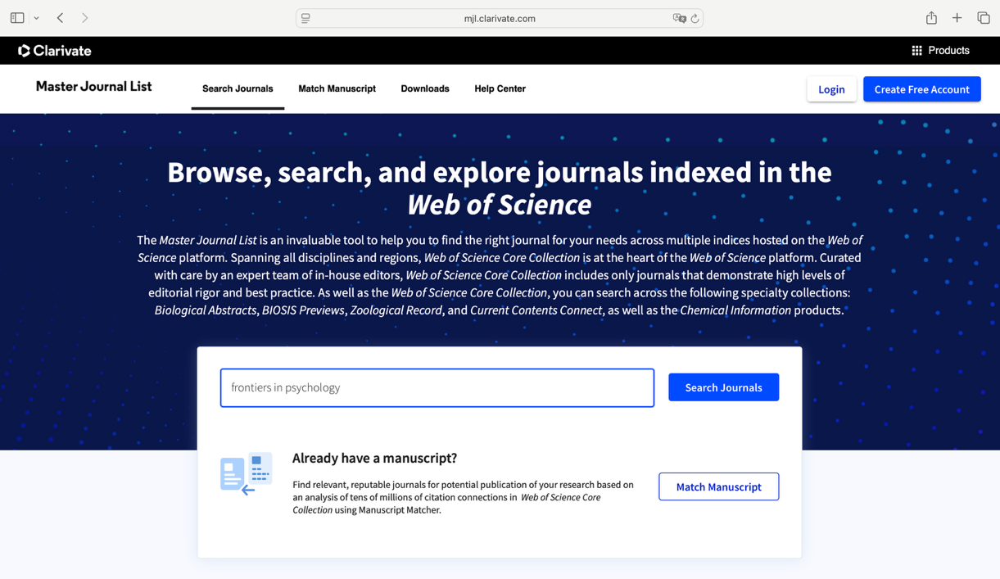 mjl.clarivate.com
Clarivate
Products
Master Journal List
Search Journals
Match Manuscript
Downloads
Help Center
Login
Create Free Account
Browse, search, and explore journals indexed in the
Web of Science
The Master Journal List is an invaluable tool to help you to find the right journal for your needs across multiple indices hosted on the Web of
Science platform. Spanning all disciplines and regions, Web of Science Core Collection is at the heart of the Web of Science platform. Curated
with care by an expert team of in-house editors, Web of Science Core Collection includes only journals that demonstrate high levels of
editorial rigor and best practice. As well as the Web of Science Core Collection, you can search across the following specialty collections:
Biological Abstracts, BIOSIS Previews, Zoological Record, and Current Contents Connect, as well as the Chemical Information products.
frontiers in psychology
Search Journals
Already have a manuscript?
Find relevant, reputable journals for potential publication of your research based on
an analysis of tens of millions of citation connections in Web of Science Core
Collection using Manuscript Matcher.
Match Manuscript